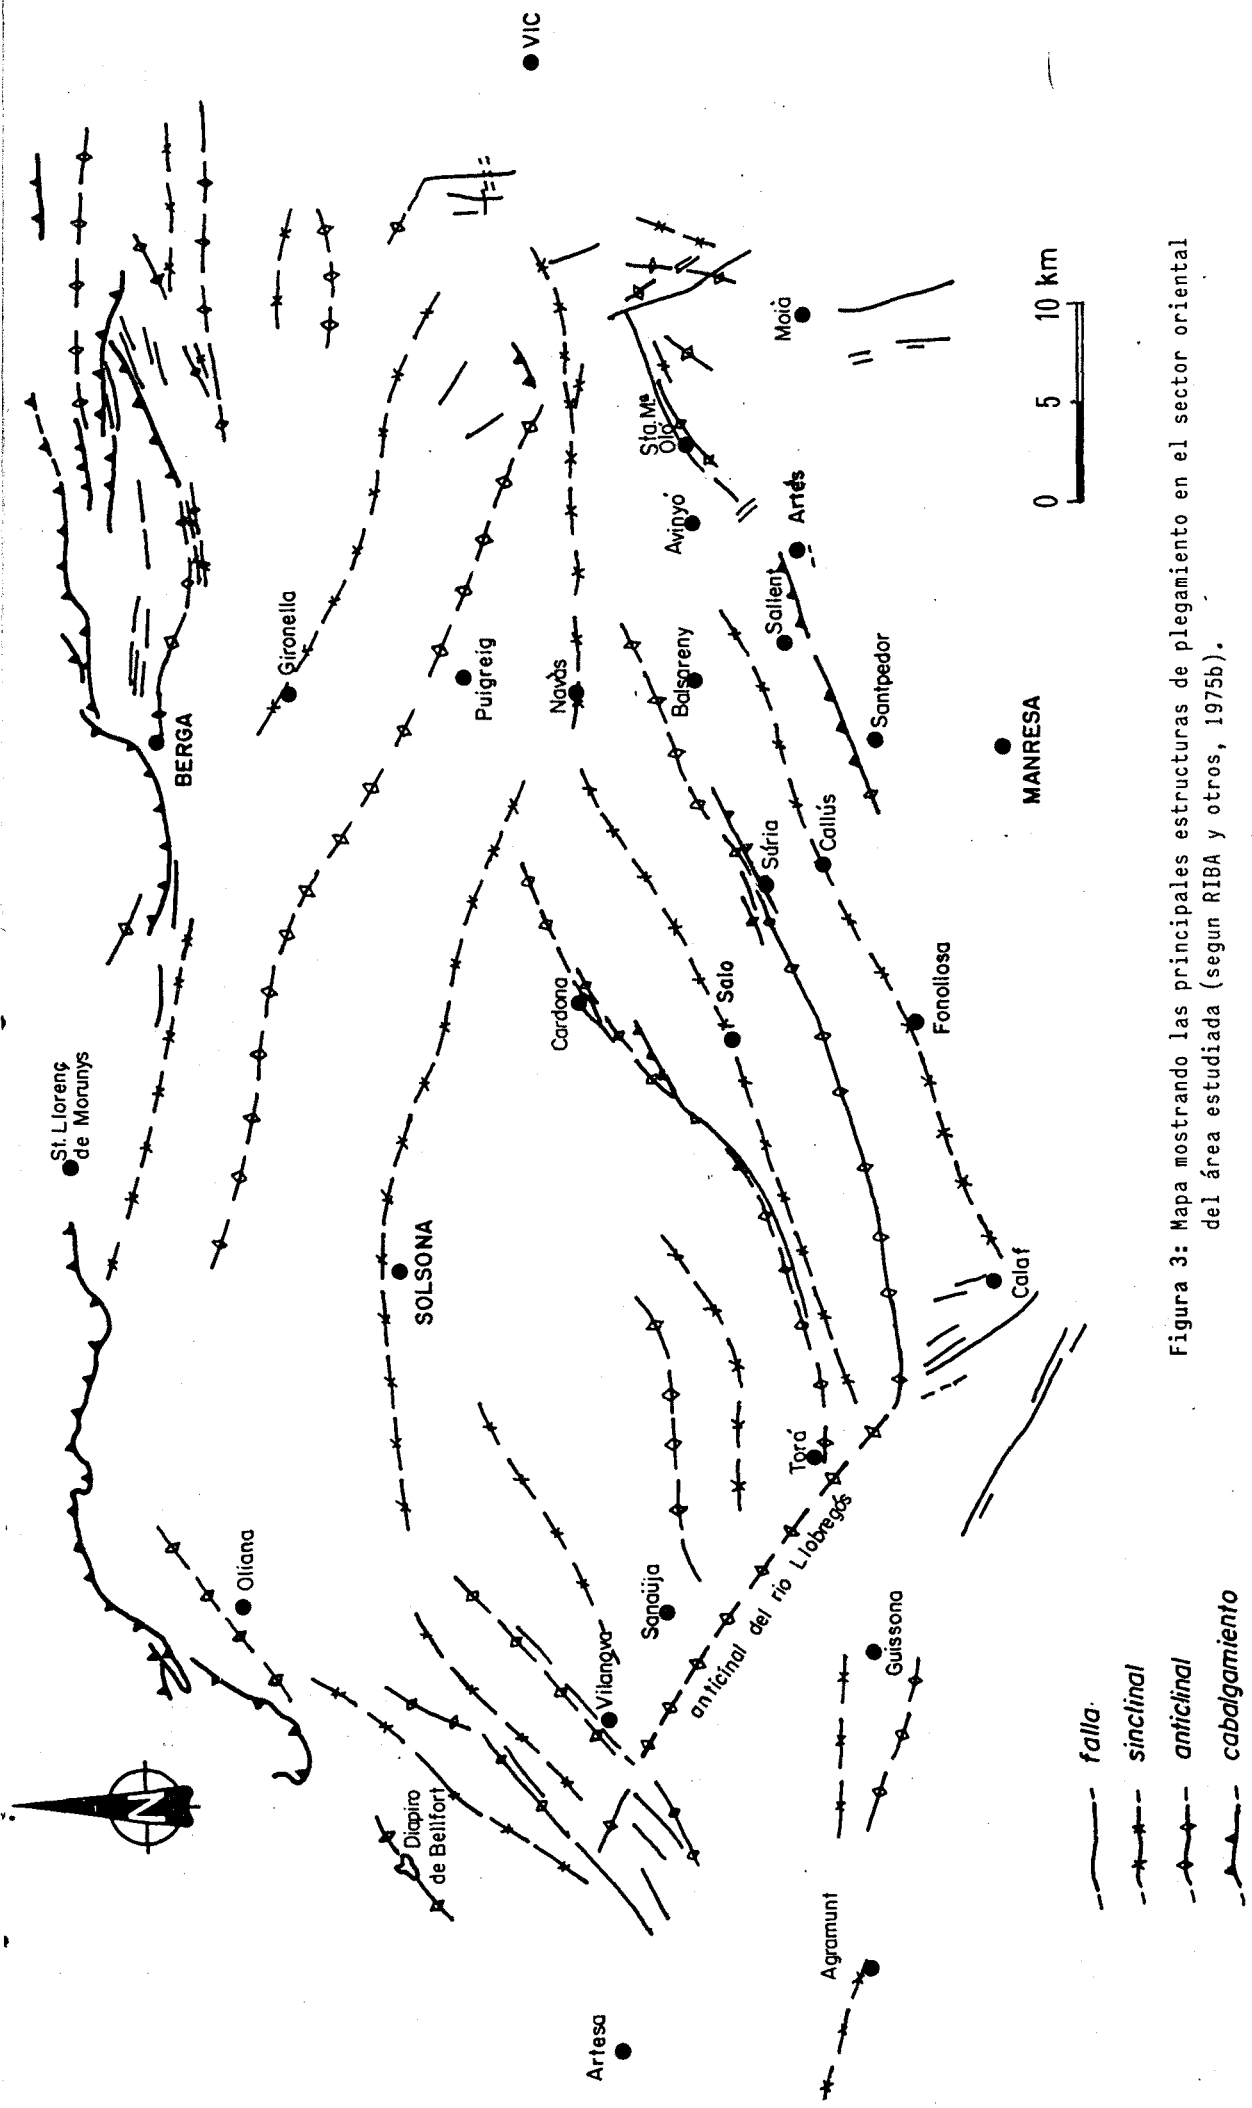 N
St. Llorenç
de Morunys
BERGA
VIC
Oliana
Gironella
Puigreig
SOLSONA
Diapiro
de Bellfort
Cardona
Navàs
Vilanova
Sanaüja
Salo
Balsareny
Avinyó
Sta. Mª
Oló
Moià
Artesa
anticinal del rio Llobregós
Torá
Súria
Sallent
Artés
Callús
Santpedor
Agramunt
Guissona
Fonollosa
Calaf
MANRESA
0 5 10 km
falla
sinclinal
anticlinal
cabalgamiento
Figura 3: Mapa mostrando las principales estructuras de plegamiento en el sector oriental
del área estudiada (segun RIBA y otros, 1975b).